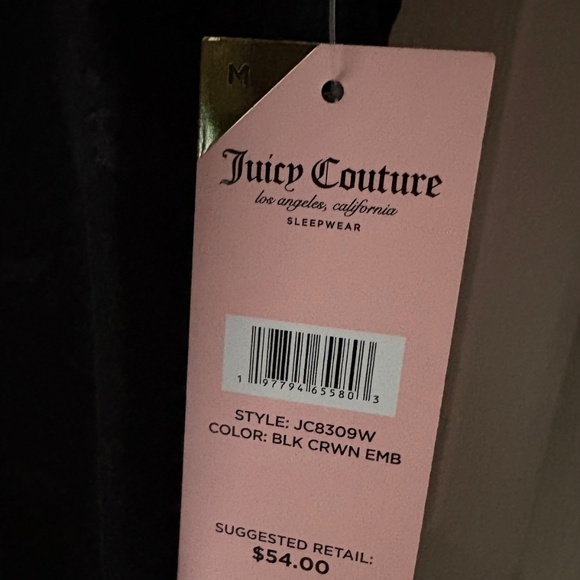 M
Juicy Couture
los angeles, california
SLEEPWEAR
1 97794 65580 3
STYLE: JC8309W
COLOR: BLK CRWN EMB
SUGGESTED RETAIL:
$54.00